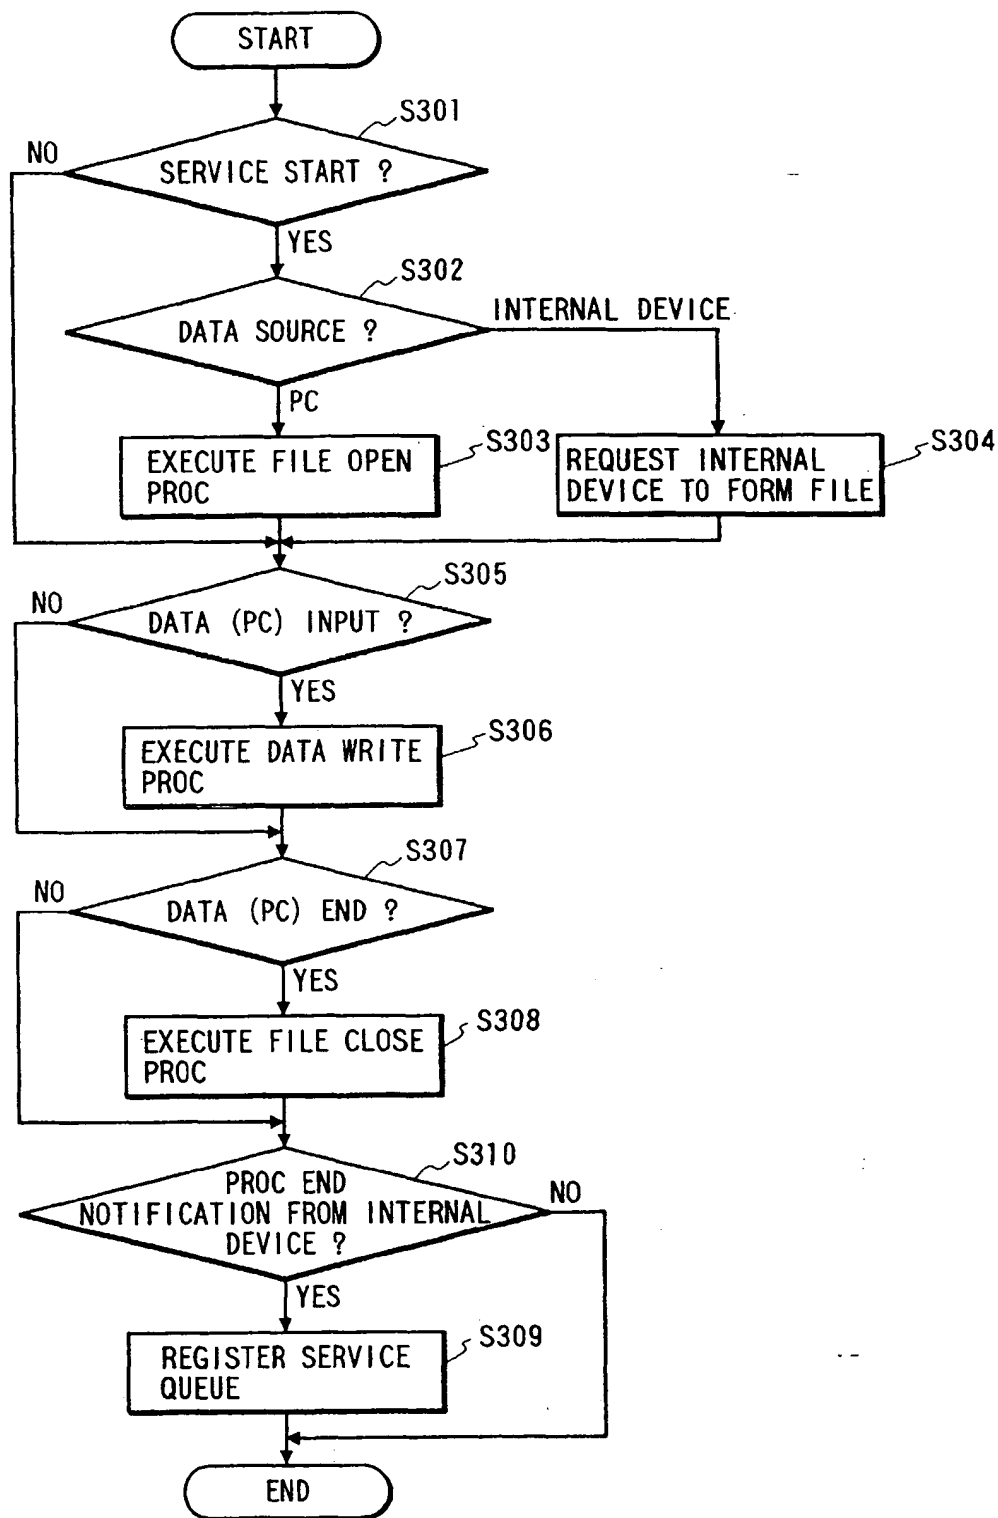 START
S301
NO
SERVICE START ?
YES
S302
INTERNAL DEVICE
DATA SOURCE ?
PC
S303
EXECUTE FILE OPEN
PROC
S304
REQUEST INTERNAL
DEVICE TO FORM FILE
S305
NO
DATA (PC) INPUT ?
YES
S306
EXECUTE DATA WRITE
PROC
S307
NO
DATA (PC) END ?
YES
S308
EXECUTE FILE CLOSE
PROC
S310
PROC END
NOTIFICATION FROM INTERNAL
DEVICE ?
NO
YES
S309
REGISTER SERVICE
QUEUE
END